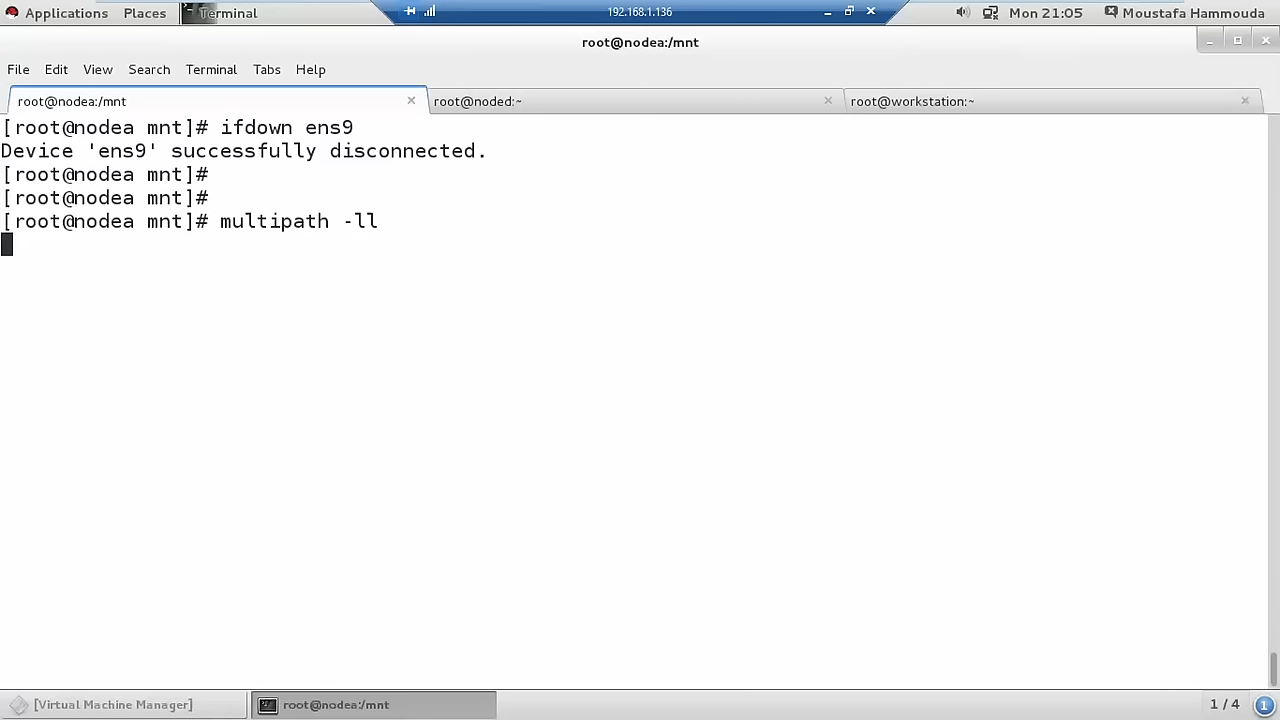 Applications Places Terminal 192.168.1.136 Mon 21:05 Moustafa Hammouda
root@nodea:/mnt
File Edit View Search Terminal Tabs Help
root@nodea:/mnt root@noded:~ root@workstation:~
[root@nodea mnt]# ifdown ens9
Device 'ens9' successfully disconnected.
[root@nodea mnt]#
[root@nodea mnt]#
[root@nodea mnt]# multipath -ll
[Virtual Machine Manager] root@nodea:/mnt 1 / 4 1